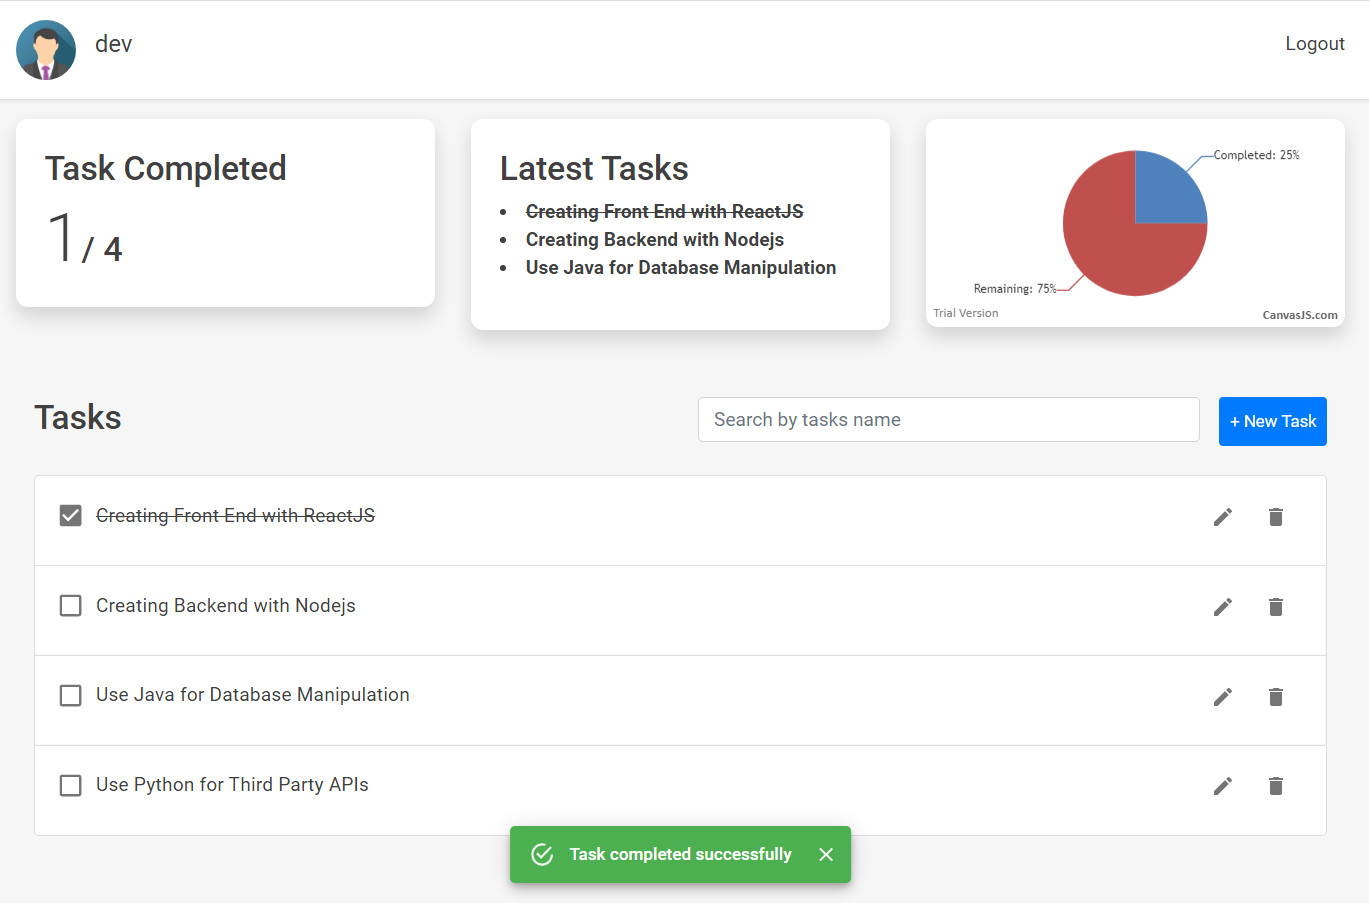 dev
Logout
Task Completed
1 / 4
Latest Tasks
Creating Front End with ReactJS
Creating Backend with Nodejs
Use Java for Database Manipulation
Completed: 25%
Remaining: 75%
Trial Version
CanvasJS.com
Tasks
Search by tasks name
+ New Task
Creating Front End with ReactJS
Creating Backend with Nodejs
Use Java for Database Manipulation
Use Python for Third Party APIs
Task completed successfully